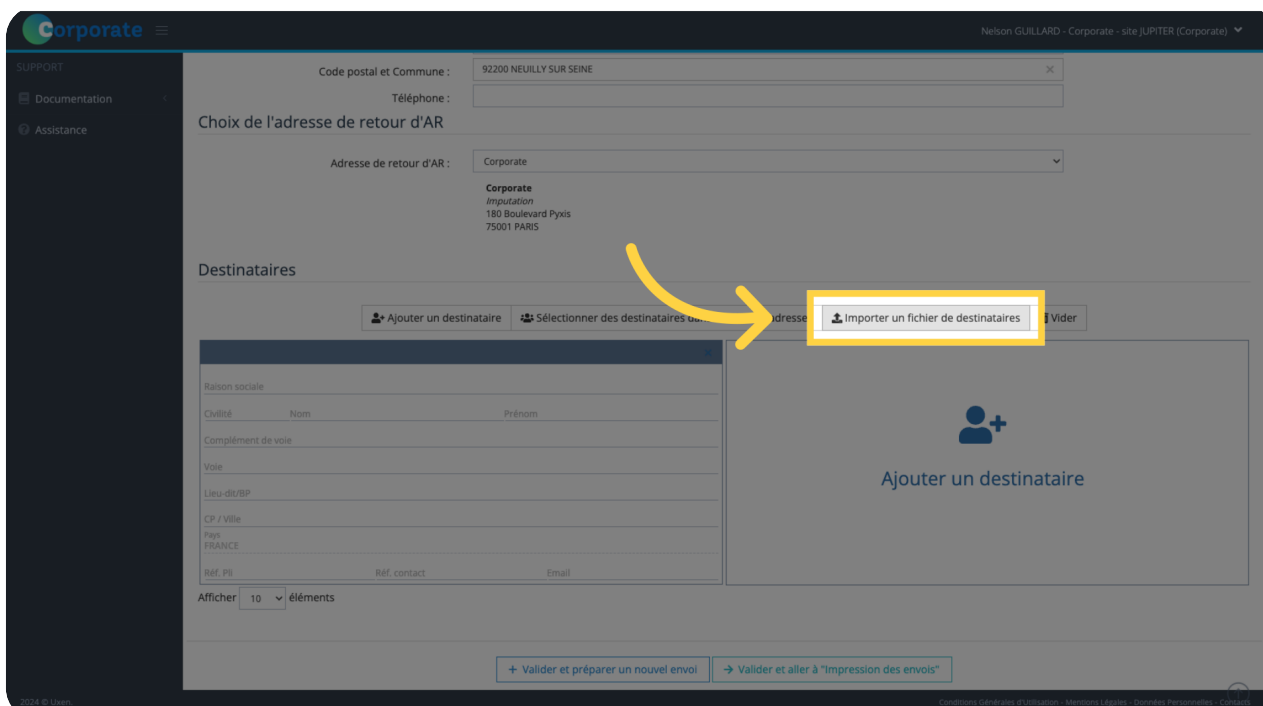 Corporate
Nelson GUILLARD - Corporate - site JUPITER (Corporate)
SUPPORT
Documentation
Assistance
Code postal et Commune :
92200 NEUILLY SUR SEINE
Téléphone :
Choix de l'adresse de retour d'AR
Adresse de retour d'AR :
Corporate
Corporate
Imputation
180 Boulevard Pyxis
75001 PARIS
Destinataires
Ajouter un destinataire
Sélectionner des destinataires
adresse
Importer un fichier de destinataires
Vider
Raison sociale
Civilité Nom Prénom
Complément de voie
Voie
Lieu-dit/BP
CP / Ville
Pays
FRANCE
Réf. Pli Réf. contact Email
Ajouter un destinataire
Afficher 10 éléments
+ Valider et préparer un nouvel envoi
→ Valider et aller à "Impression des envois"
2024 © Uxen.
Conditions Générales d'Utilisation - Mentions Légales - Données Personnelles - Contacts